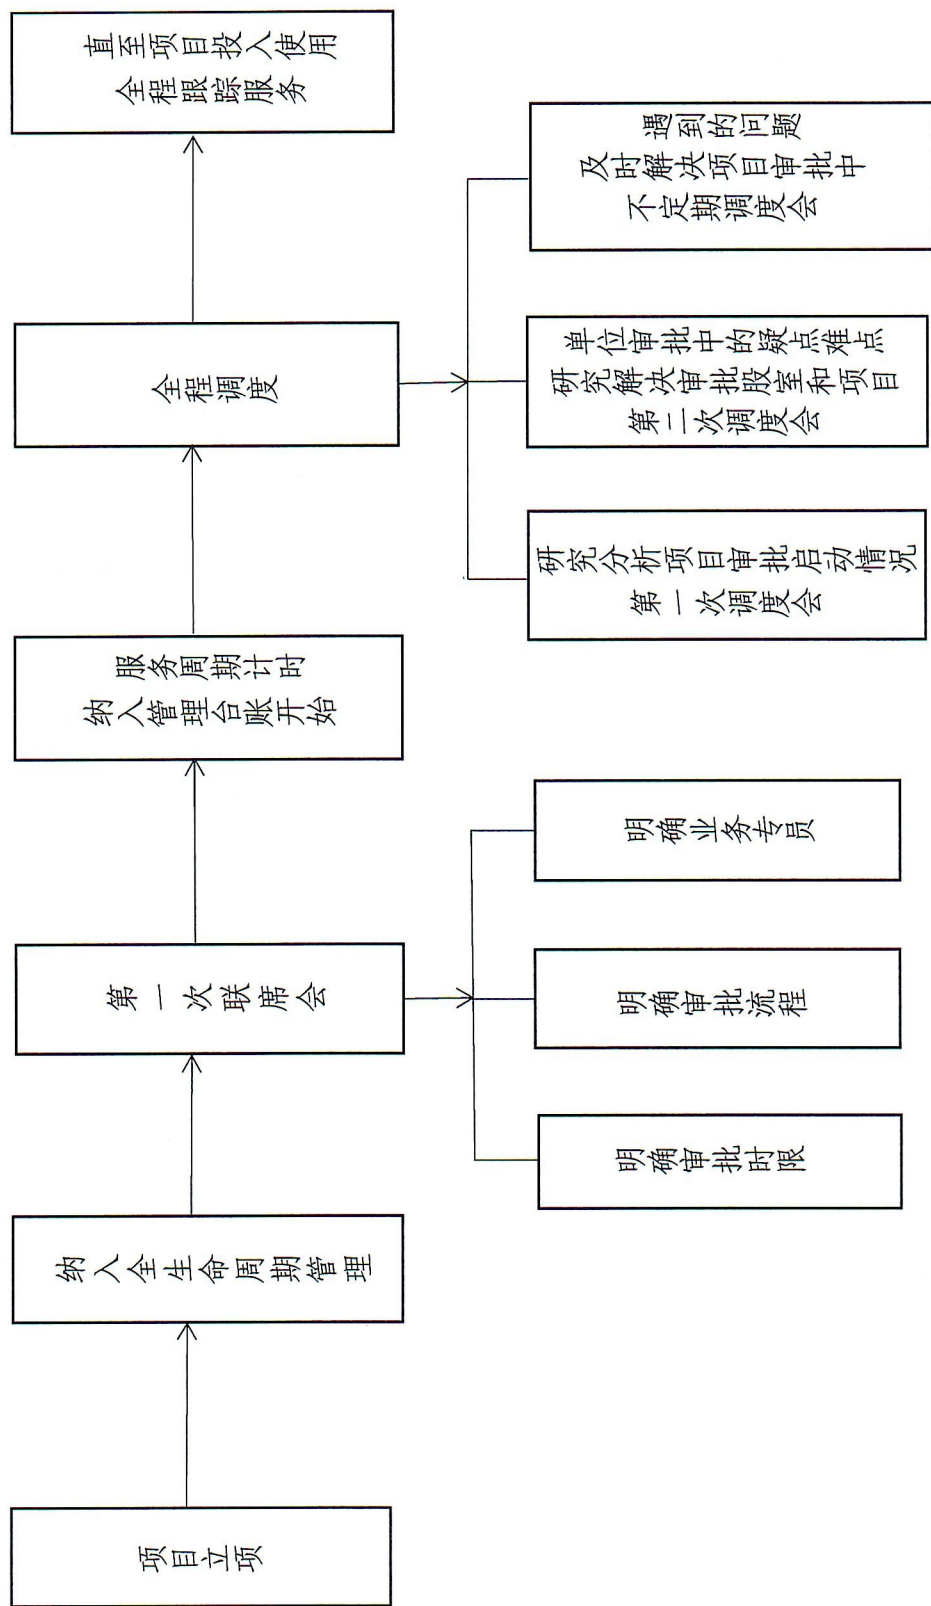 项目立项
纳入全生命周期管理
第一次联席会
明确审批时限
明确审批流程
明确业务专员
纳入管理台账开始
服务周期计时
全程调度
第一次调度会
研究分析项目审批启动情况
第二次调度会
研究解决审批股室和项目
单位审批中的疑点难点
不定期调度会
及时解决项目审批中
遇到的问题
全程跟踪服务
直至项目投入使用